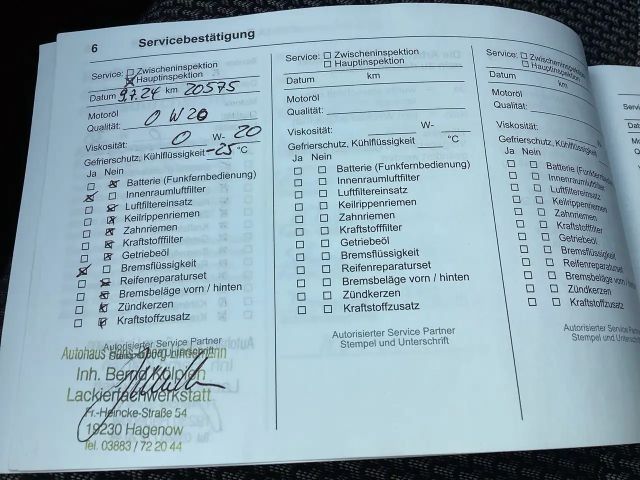 6 Servicebestätigung
Service: Zwischeninspektion
Hauptinspektion
Datum 9.7.24 km 20575
Motoröl
Qualität: 0W20
Viskosität: 0 W- 20
Gefrierschutz, Kühlflüssigkeit -25 °C
Ja Nein
Batterie (Funkfernbedienung)
Innenraumluftfilter
Luftfiltereinsatz
Keilrippenriemen
Zahnriemen
Kraftstofffilter
Getriebeöl
Bremsflüssigkeit
Reifenreparaturset
Bremsbeläge vorn / hinten
Zündkerzen
Kraftstoffzusatz
Autorisierter Service Partner
Autohaus
Inh. Bernd Kölpien
Lackierfachwerkstatt
Fr.-Heincke-Straße 54
19230 Hagenow
Tel. 03883 / 72 20 44
Service: Zwischeninspektion
Hauptinspektion
Datum km
Motoröl
Qualität:
Viskosität: W-
Gefrierschutz, Kühlflüssigkeit °C
Ja Nein
Batterie (Funkfernbedienung)
Innenraumluftfilter
Luftfiltereinsatz
Keilrippenriemen
Zahnriemen
Kraftstofffilter
Getriebeöl
Bremsflüssigkeit
Reifenreparaturset
Bremsbeläge vorn / hinten
Zündkerzen
Kraftstoffzusatz
Autorisierter Service Partner
Stempel und Unterschrift
Service: Zwischeninspektion
Hauptinspektion
Datum km
Motoröl
Qualität:
Viskosität:
Gefrierschutz, Kühlflüssigkeit
Ja Nein
Batterie (Funkfernbedienung)
Innenraumluftfilter
Luftfiltereinsatz
Keilrippenriemen
Zahnriemen
Kraftstofffilter
Getriebeöl
Bremsflüssigkeit
Reifenreparaturset
Bremsbeläge vorn / hinten
Zündkerzen
Kraftstoffzusatz
Autorisierter Service Partner
Stempel und Unterschrift